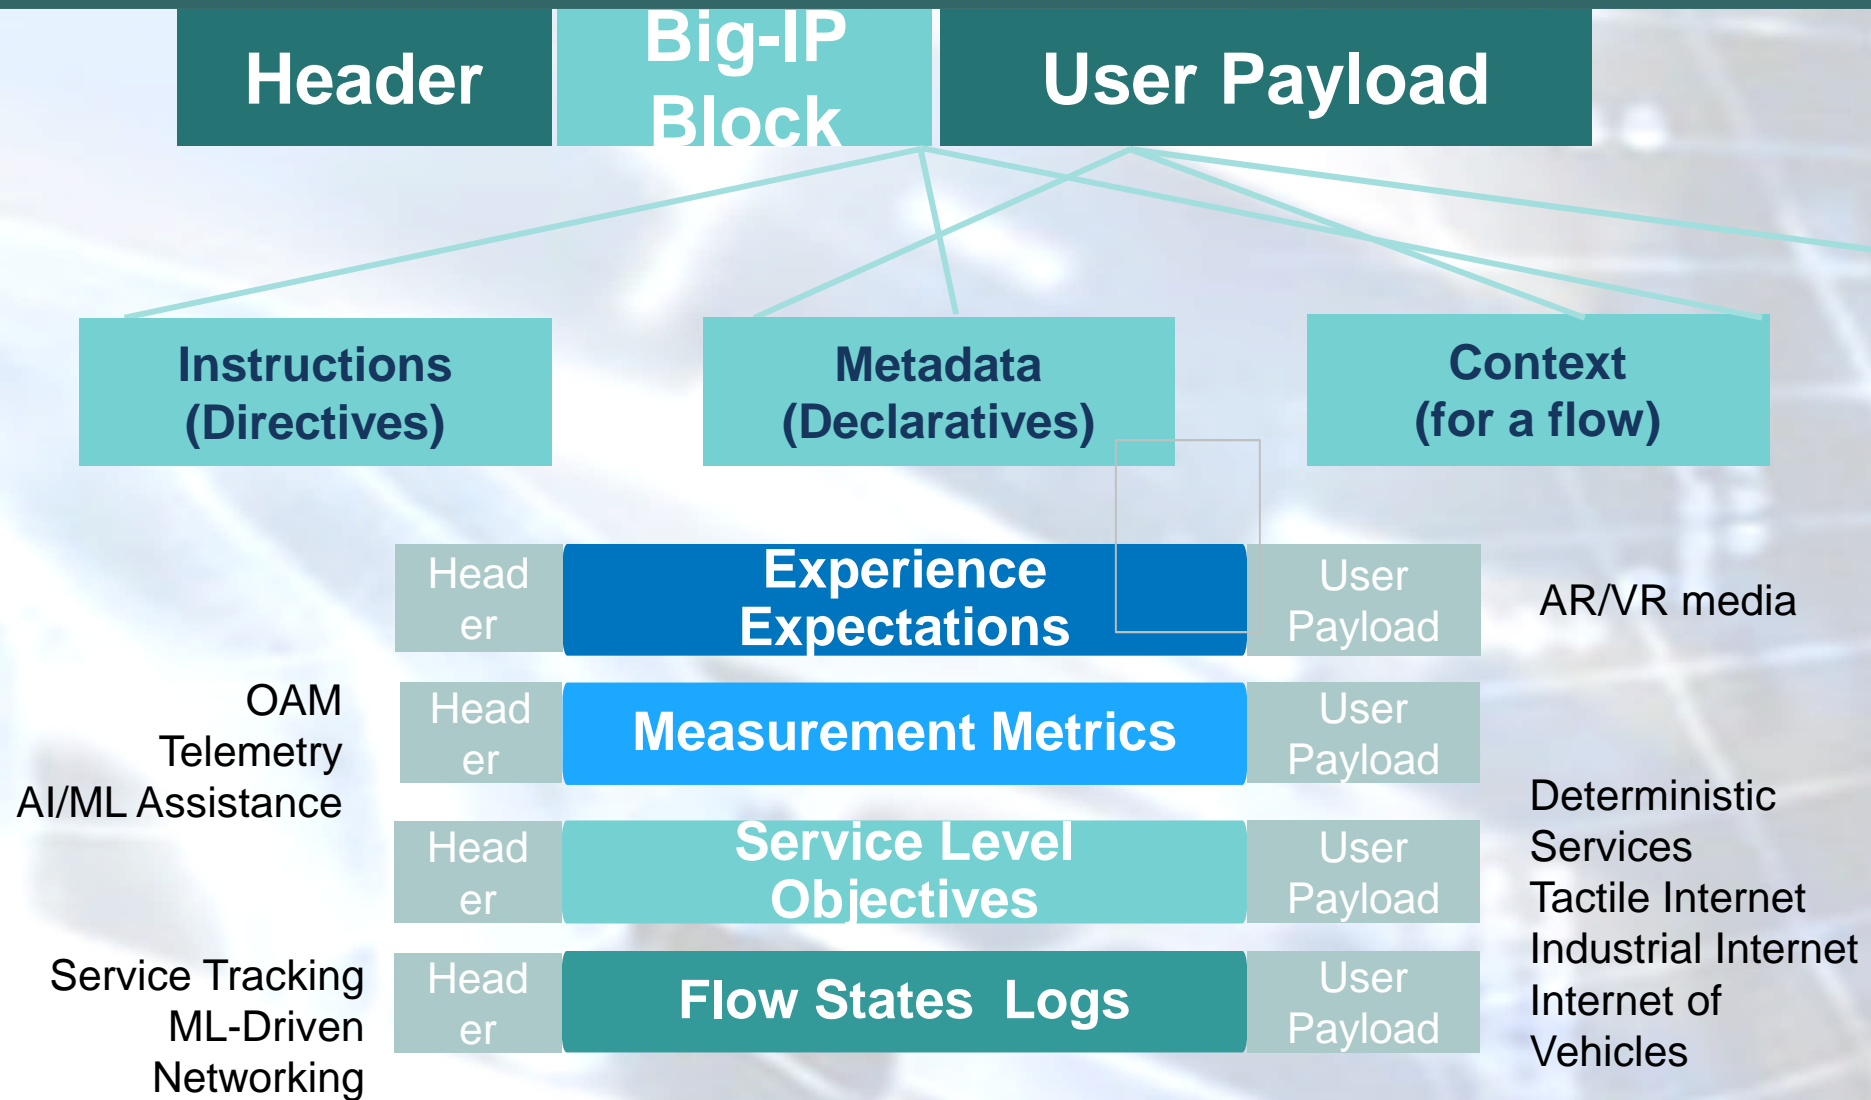 Header
Big-IP
Block
User Payload
Instructions
(Directives)
Metadata
(Declaratives)
Context
(for a flow)
Head
er
Experience
Expectations
User
Payload
AR/VR media
OAM
Telemetry
AI/ML Assistance
Head
er
Measurement Metrics
User
Payload
Head
er
Service Level
Objectives
User
Payload
Deterministic
Services
Tactile Internet
Industrial Internet
Internet of
Vehicles
Service Tracking
ML-Driven
Networking
Head
er
Flow States  Logs
User
Payload